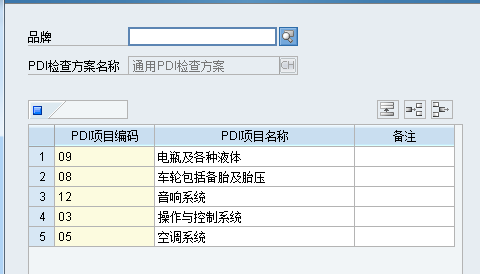 品牌
PDI检查方案名称 通用PDI检查方案 CH
PDI项目编码 PDI项目名称 备注
1 09 电瓶及各种液体
2 08 车轮包括备胎及胎压
3 12 音响系统
4 03 操作与控制系统
5 05 空调系统